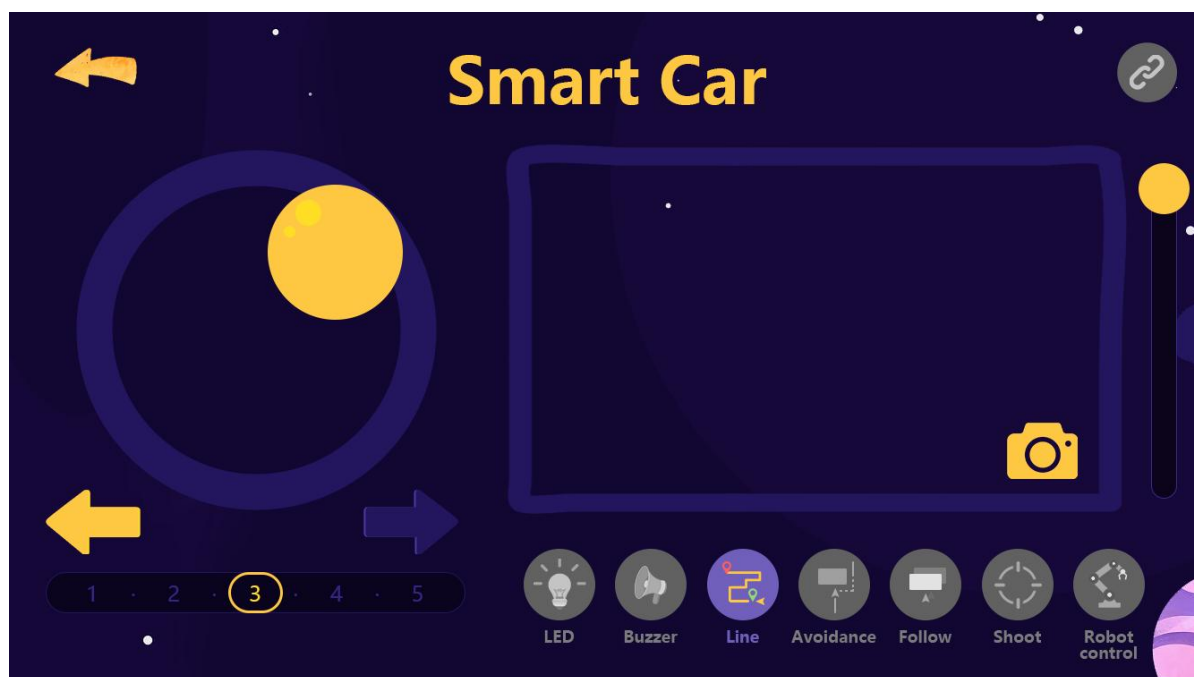 Smart Car
1 · 2 · 3 · 4 · 5
LED
Buzzer
Line
Avoidance
Follow
Shoot
Robot
control